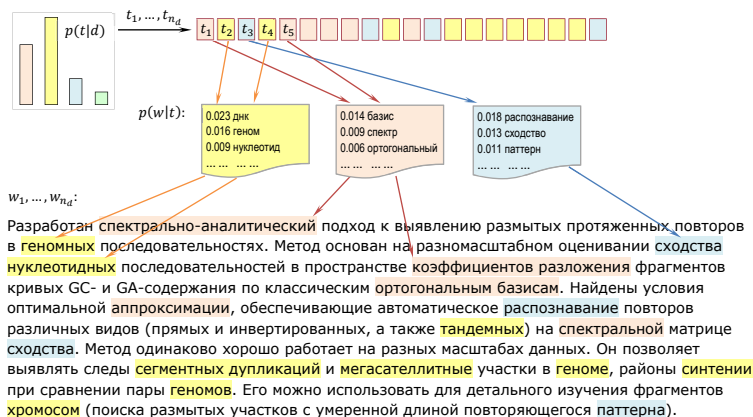 t₁, … , tₙd
p(t|d)
t₁ t₂ t₃ t₄ t₅
p(w|t):
0.023 днк
0.016 геном
0.009 нуклеотид
... ... ... ...
0.014 базис
0.009 спектр
0.006 ортогональный
... ... ... ...
0.018 распознавание
0.013 сходство
0.011 паттерн
... ... ... ...
w₁, … , wₙd:
Разработан спектрально-аналитический подход к выявлению размытых протяженных повторов
в геномных последовательностях. Метод основан на разномасштабном оценивании сходства
нуклеотидных последовательностей в пространстве коэффициентов разложения фрагментов
кривых GC- и GA-содержания по классическим ортогональным базисам. Найдены условия
оптимальной аппроксимации, обеспечивающие автоматическое распознавание повторов
различных видов (прямых и инвертированных, а также тандемных) на спектральной матрице
сходства. Метод одинаково хорошо работает на разных масштабах данных. Он позволяет
выявлять следы сегментных дупликаций и мегасателлитные участки в геноме, районы синтении
при сравнении пары геномов. Его можно использовать для детального изучения фрагментов
хромосом (поиска размытых участков с умеренной длиной повторяющегося паттерна).